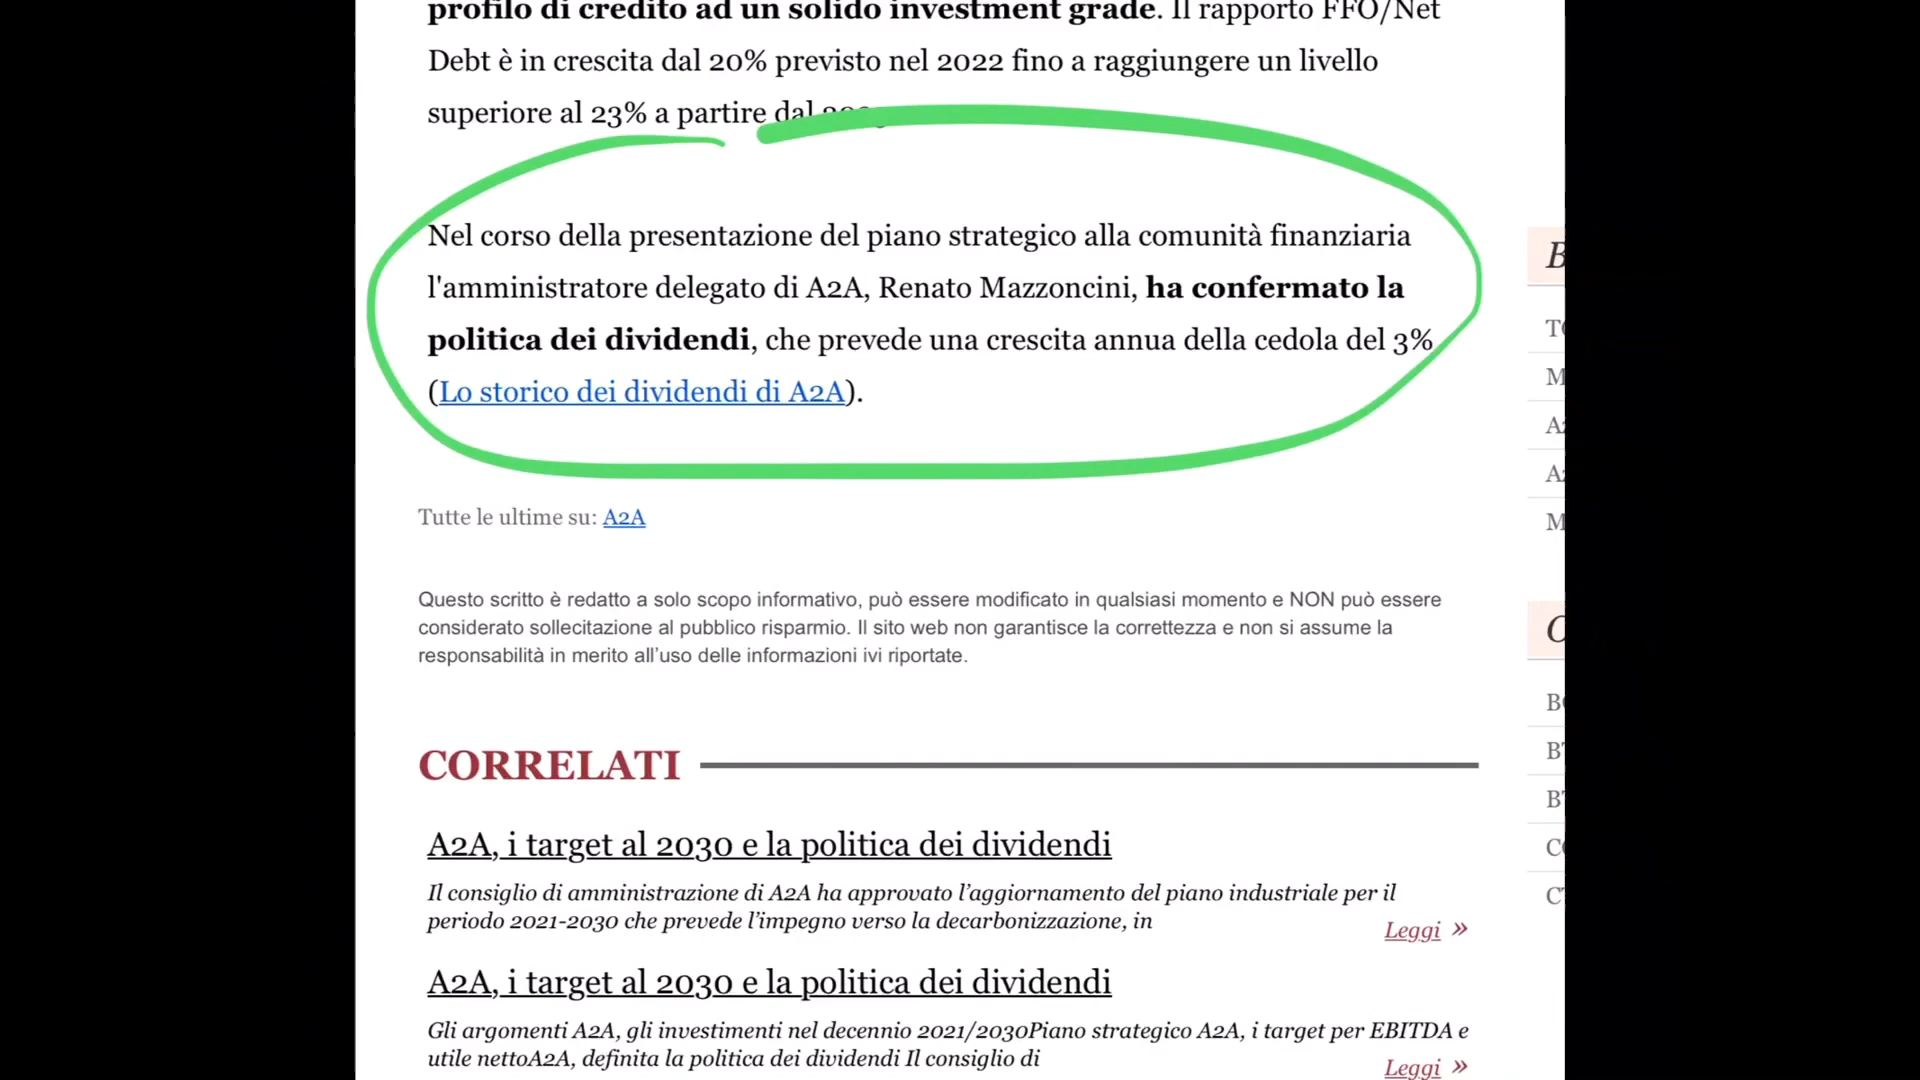 profilo di credito ad un solido investment grade. Il rapporto FFO/Net
Debt è in crescita dal 20% previsto nel 2022 fino a raggiungere un livello
superiore al 23% a partire dal
Nel corso della presentazione del piano strategico alla comunità finanziaria
l'amministratore delegato di A2A, Renato Mazzoncini, ha confermato la
politica dei dividendi, che prevede una crescita annua della cedola del 3%
(Lo storico dei dividendi di A2A).
Tutte le ultime su: A2A
Questo scritto è redatto a solo scopo informativo, può essere modificato in qualsiasi momento e NON può essere
considerato sollecitazione al pubblico risparmio. Il sito web non garantisce la correttezza e non si assume la
responsabilità in merito all’uso delle informazioni ivi riportate.
CORRELATI
A2A, i target al 2030 e la politica dei dividendi
Il consiglio di amministrazione di A2A ha approvato l’aggiornamento del piano industriale per il
periodo 2021-2030 che prevede l’impegno verso la decarbonizzazione, in
Leggi »
A2A, i target al 2030 e la politica dei dividendi
Gli argomenti A2A, gli investimenti nel decennio 2021/2030Piano strategico A2A, i target per EBITDA e
utile nettoA2A, definita la politica dei dividendi Il consiglio di
Leggi »